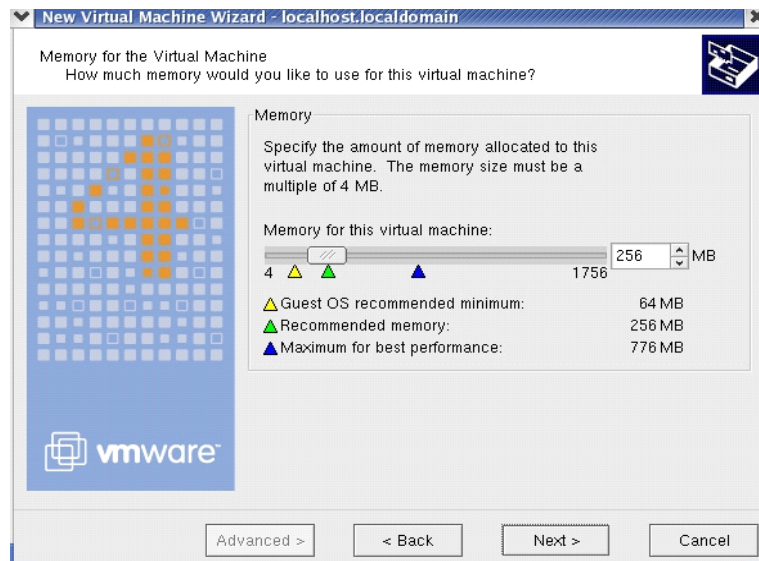 New Virtual Machine Wizard - localhost.localdomain
Memory for the Virtual Machine
How much memory would you like to use for this virtual machine?
Memory
Specify the amount of memory allocated to this
virtual machine. The memory size must be a
multiple of 4 MB.
Memory for this virtual machine:
256 MB
4 1756
Guest OS recommended minimum: 64 MB
Recommended memory: 256 MB
Maximum for best performance: 776 MB
vmware
Advanced > < Back Next > Cancel